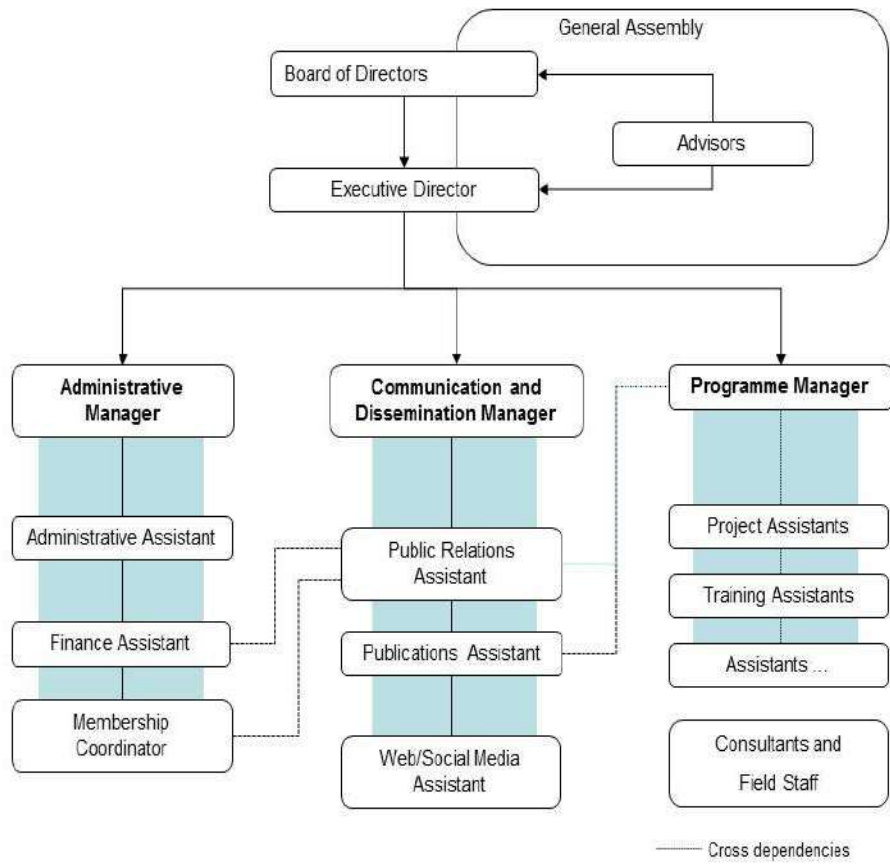 General Assembly
Board of Directors
Advisors
Executive Director
Administrative
Manager
Communication and
Dissemination Manager
Programme Manager
Administrative Assistant
Public Relations
Assistant
Project Assistants
Training Assistants
Finance Assistant
Publications Assistant
Assistants ...
Membership
Coordinator
Web/Social Media
Assistant
Consultants and
Field Staff
Cross dependencies